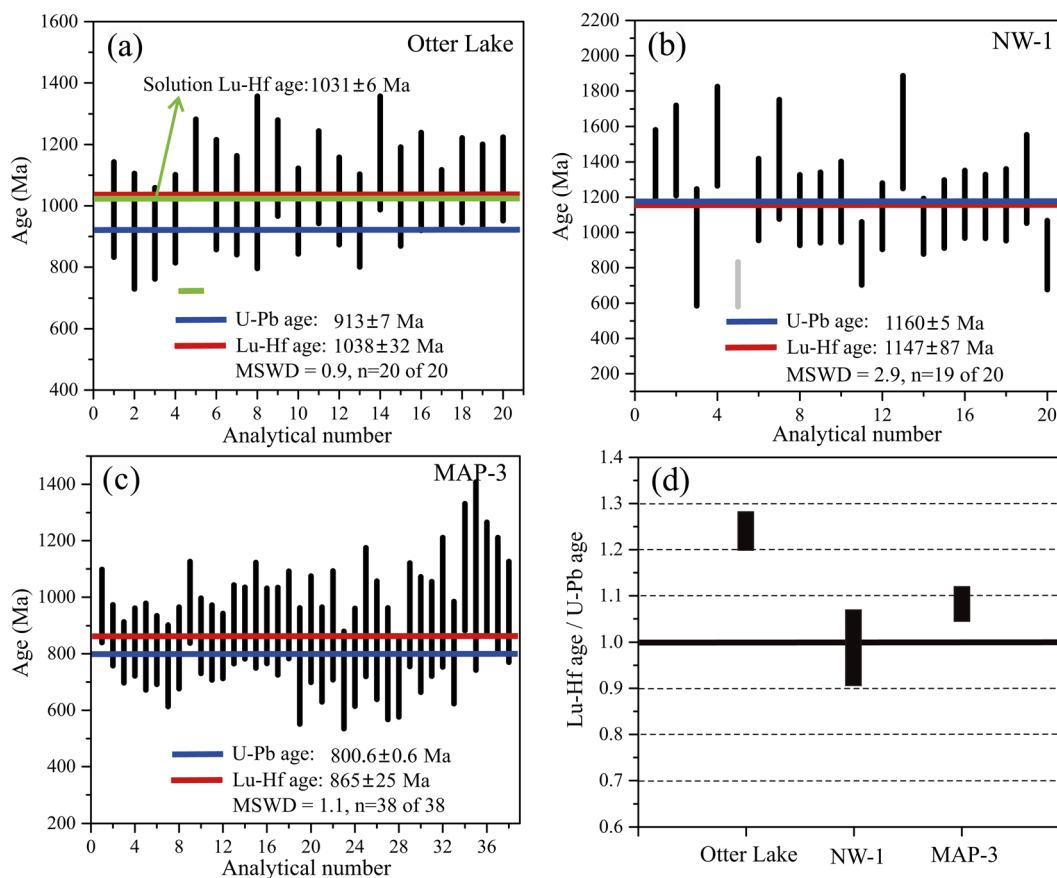 (a)
Otter Lake
Solution Lu-Hf age:1031±6 Ma
Age (Ma)
1600
1400
1200
1000
800
600
400
U-Pb age: 913±7 Ma
Lu-Hf age: 1038±32 Ma
MSWD = 0.9, n=20 of 20
0 2 4 6 8 10 12 14 16 18 20
Analytical number
(b)
NW-1
Age (Ma)
2200
2000
1800
1600
1400
1200
1000
800
600
400
200
U-Pb age: 1160±5 Ma
Lu-Hf age: 1147±87 Ma
MSWD = 2.9, n=19 of 20
0 4 8 12 16 20
Analytical number
(c)
MAP-3
Age (Ma)
1400
1200
1000
800
600
400
200
U-Pb age: 800.6±0.6 Ma
Lu-Hf age: 865±25 Ma
MSWD = 1.1, n=38 of 38
0 4 8 12 16 20 24 28 32 36
Analytical number
(d)
Lu-Hf age / U-Pb age
1.4
1.3
1.2
1.1
1.0
0.9
0.8
0.7
0.6
Otter Lake NW-1 MAP-3